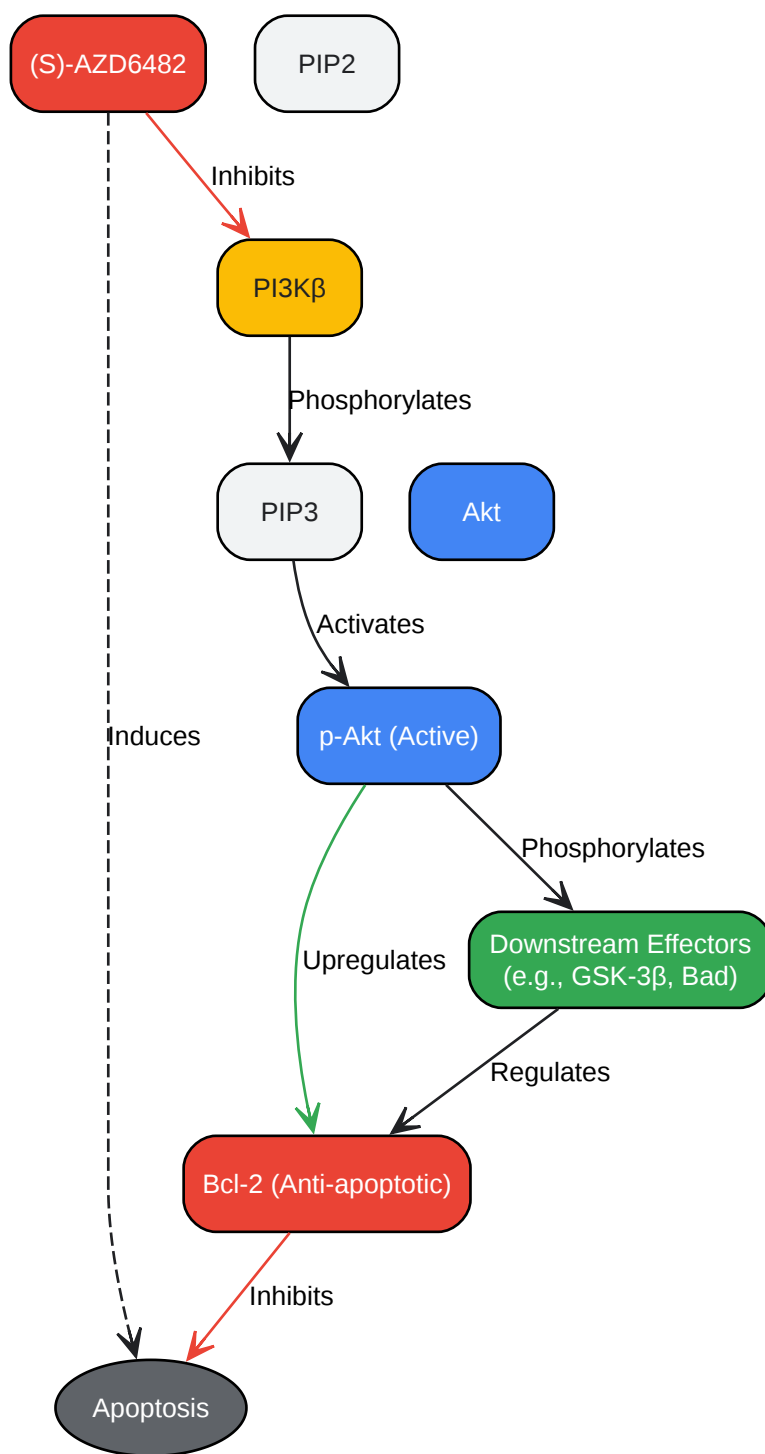 (S)-AZD6482
PIP2
Inhibits
PI3Kβ
Phosphorylates
PIP3
Akt
Activates
p-Akt (Active)
Induces
Phosphorylates
Downstream Effectors
(e.g., GSK-3β, Bad)
Upregulates
Regulates
Bcl-2 (Anti-apoptotic)
Inhibits
Apoptosis